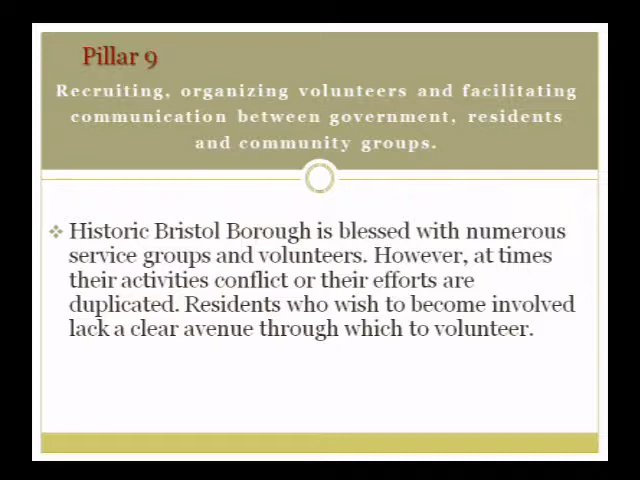 Pillar 9
Recruiting, organizing volunteers and facilitating
communication between government, residents
and community groups.
Historic Bristol Borough is blessed with numerous
service groups and volunteers. However, at times
their activities conflict or their efforts are
duplicated. Residents who wish to become involved
lack a clear avenue through which to volunteer.